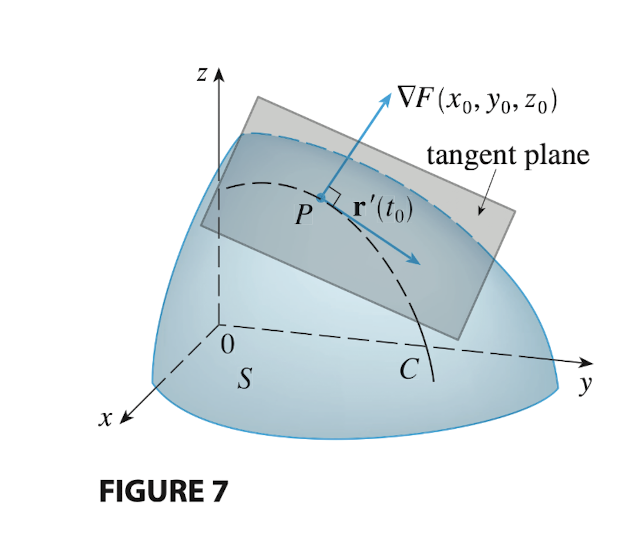 z
∇F(x₀, y₀, z₀)
tangent plane
P
r′(t₀)
0
S
C
x
y
FIGURE 7